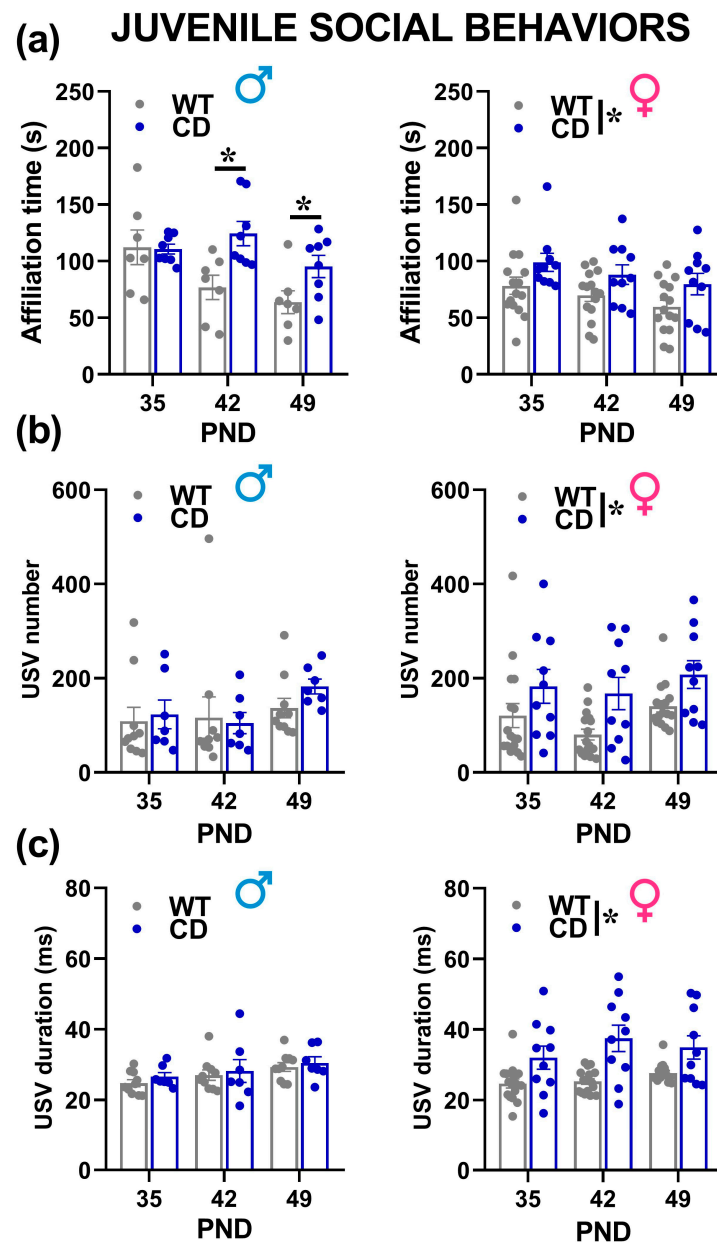 (a) JUVENILE SOCIAL BEHAVIORS
Affiliation time (s)
250
200
150
100
50
0
WT
CD
*
*
35 42 49
PND
Affiliation time (s)
250
200
150
100
50
0
WT
CD
*
35 42 49
PND
(b)
USV number
600
400
200
0
WT
CD
35 42 49
PND
USV number
600
400
200
0
WT
CD
*
35 42 49
PND
(c)
USV duration (ms)
80
60
40
20
0
WT
CD
35 42 49
PND
USV duration (ms)
80
60
40
20
0
WT
CD
*
35 42 49
PND